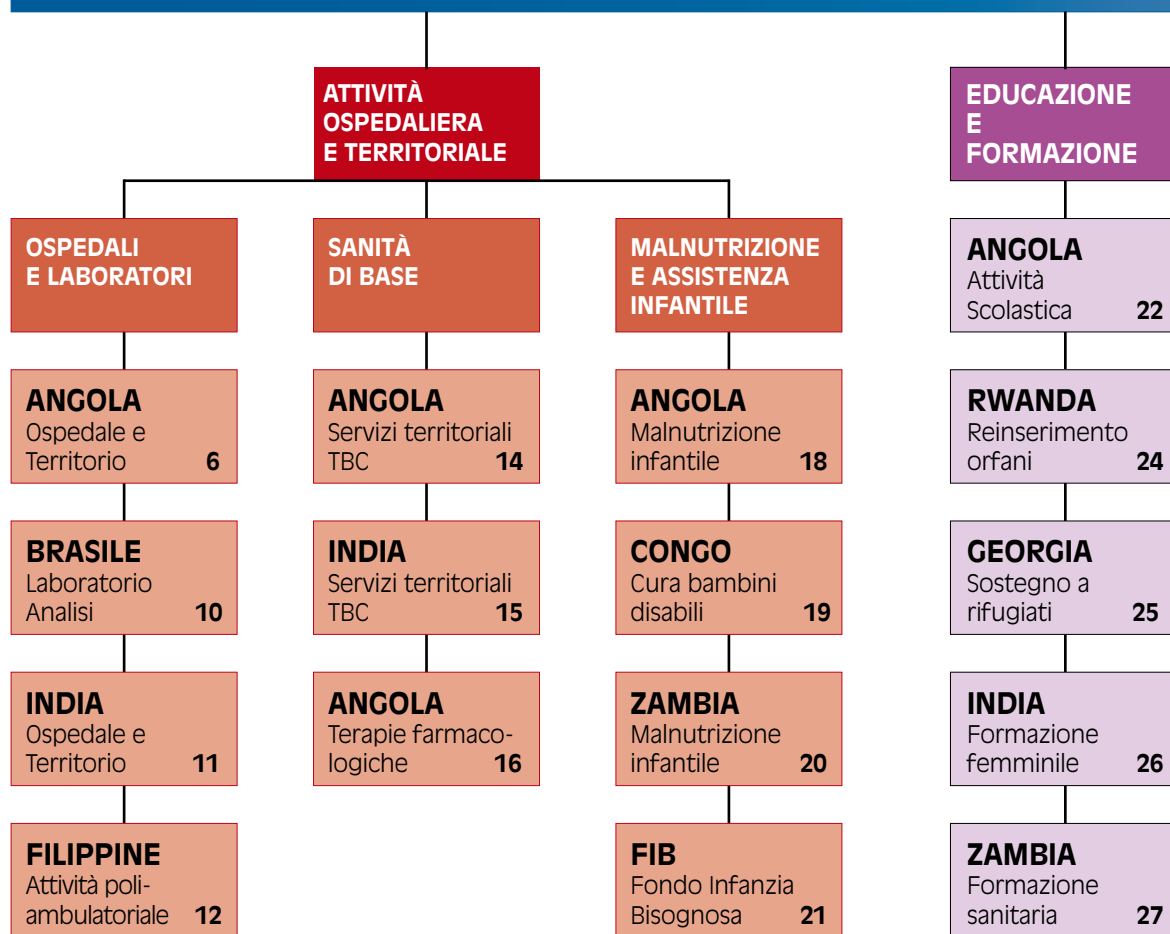 ATTIVITÀ
OSPEDALIERA
E TERRITORIALE
OSPEDALI
E LABORATORI
ANGOLA
Ospedale e
Territorio 6
BRASILE
Laboratorio
Analisi 10
INDIA
Ospedale e
Territorio 11
FILIPPINE
Attività poli-
ambulatoriale 12
SANITÀ
DI BASE
ANGOLA
Servizi territoriali
TBC 14
INDIA
Servizi territoriali
TBC 15
ANGOLA
Terapie farmaco-
logiche 16
MALNUTRIZIONE
E ASSISTENZA
INFANTILE
ANGOLA
Malnutrizione
infantile 18
CONGO
Cura bambini
disabili 19
ZAMBIA
Malnutrizione
infantile 20
FIB
Fondo Infanzia
Bisognosa 21
EDUCAZIONE
E
FORMAZIONE
ANGOLA
Attività
Scolastica 22
RWANDA
Reinserimento
orfani 24
GEORGIA
Sostegno a
rifugiati 25
INDIA
Formazione
femminile 26
ZAMBIA
Formazione
sanitaria 27